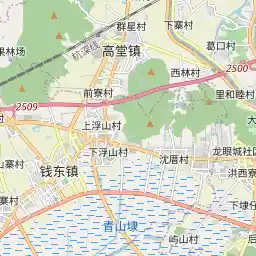 群星村
下寨村
杭深线
果林场
高堂镇
葛口村
西林村
2500
前寮村
里和睦村
2509
上浮山村
大
下浮山村
沈厝村
龙眼城社区
山寨村
钱东镇
洪西寮
下埭仔
青山埭
屿山村